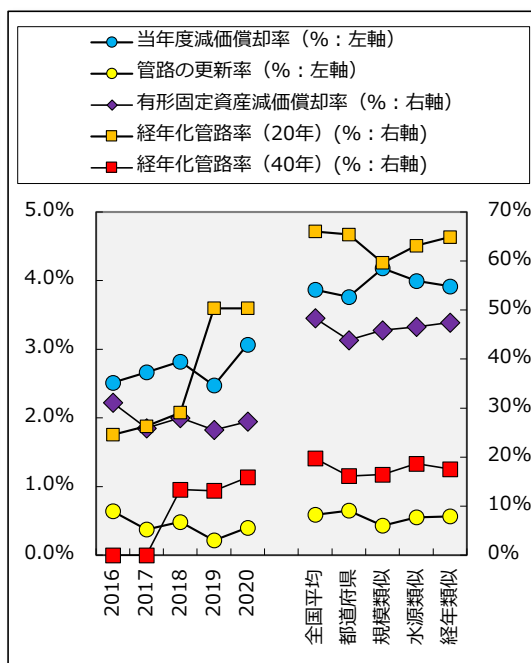 当年度減価償却率（%：左軸）
管路の更新率（%：左軸）
有形固定資産減価償却率（%：右軸）
経年化管路率（20年）(%：右軸)
経年化管路率（40年）(%：右軸)
5.0%
4.0%
3.0%
2.0%
1.0%
0.0%
70%
60%
50%
40%
30%
20%
10%
0%
2016
2017
2018
2019
2020
全国平均
都道府県
規模類似
水源類似
経年類似